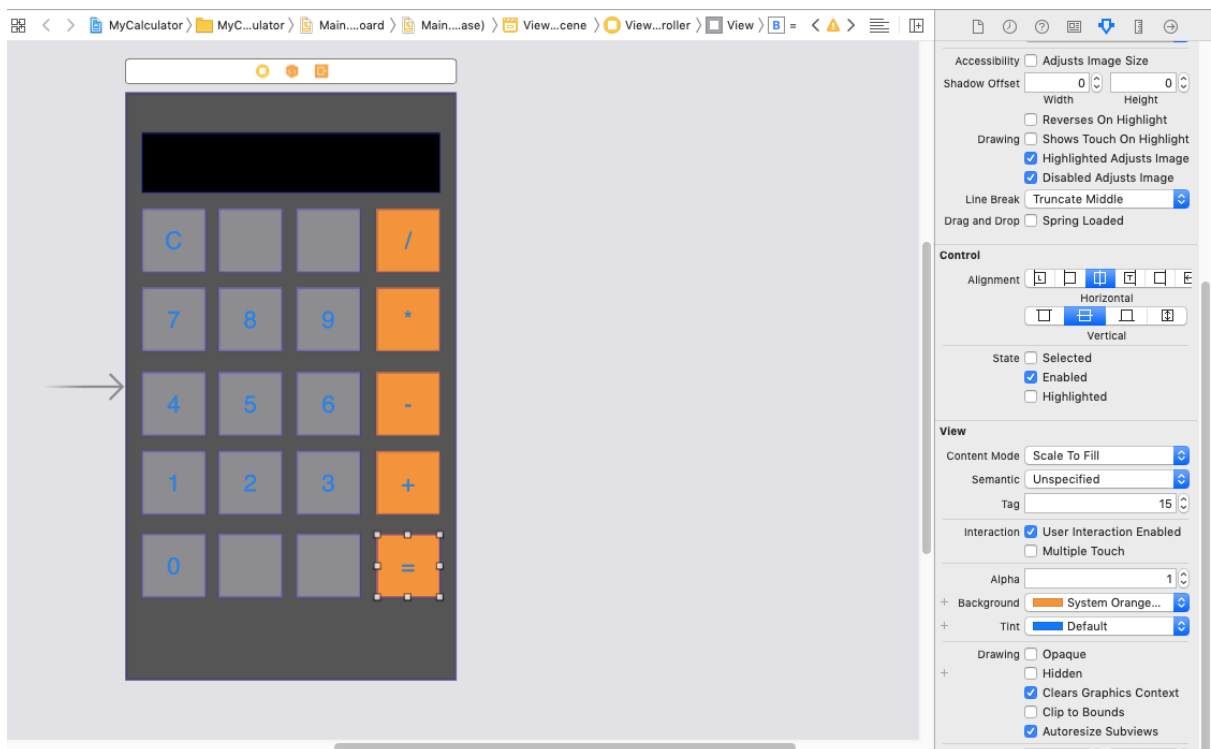 MyCalculator MyC...ulator Main....oard Main....ase) View...cene View...roller View B =
Accessibility Adjusts Image Size
Shadow Offset 0 0
Width Height
Reverses On Highlight
Drawing Shows Touch On Highlight
Highlighted Adjusts Image
Disabled Adjusts Image
Line Break Truncate Middle
Drag and Drop Spring Loaded
Control
Alignment L T
Horizontal
Vertical
State Selected
Enabled
Highlighted
View
Content Mode Scale To Fill
Semantic Unspecified
Tag 15
Interaction User Interaction Enabled
Multiple Touch
Alpha 1
+ Background System Orange...
+ Tint Default
Drawing Opaque
+ Hidden
Clears Graphics Context
Clip to Bounds
Autoresize Subviews
C /
7 8 9 *
4 5 6 -
1 2 3 +
0 =